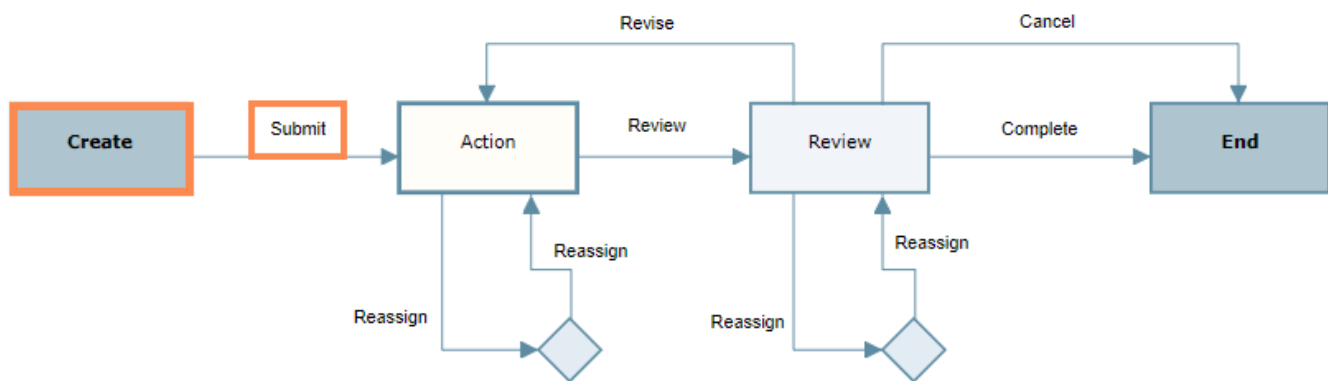 Revise
Cancel
Create
Submit
Action
Review
Review
Complete
End
Reassign
Reassign
Reassign
Reassign